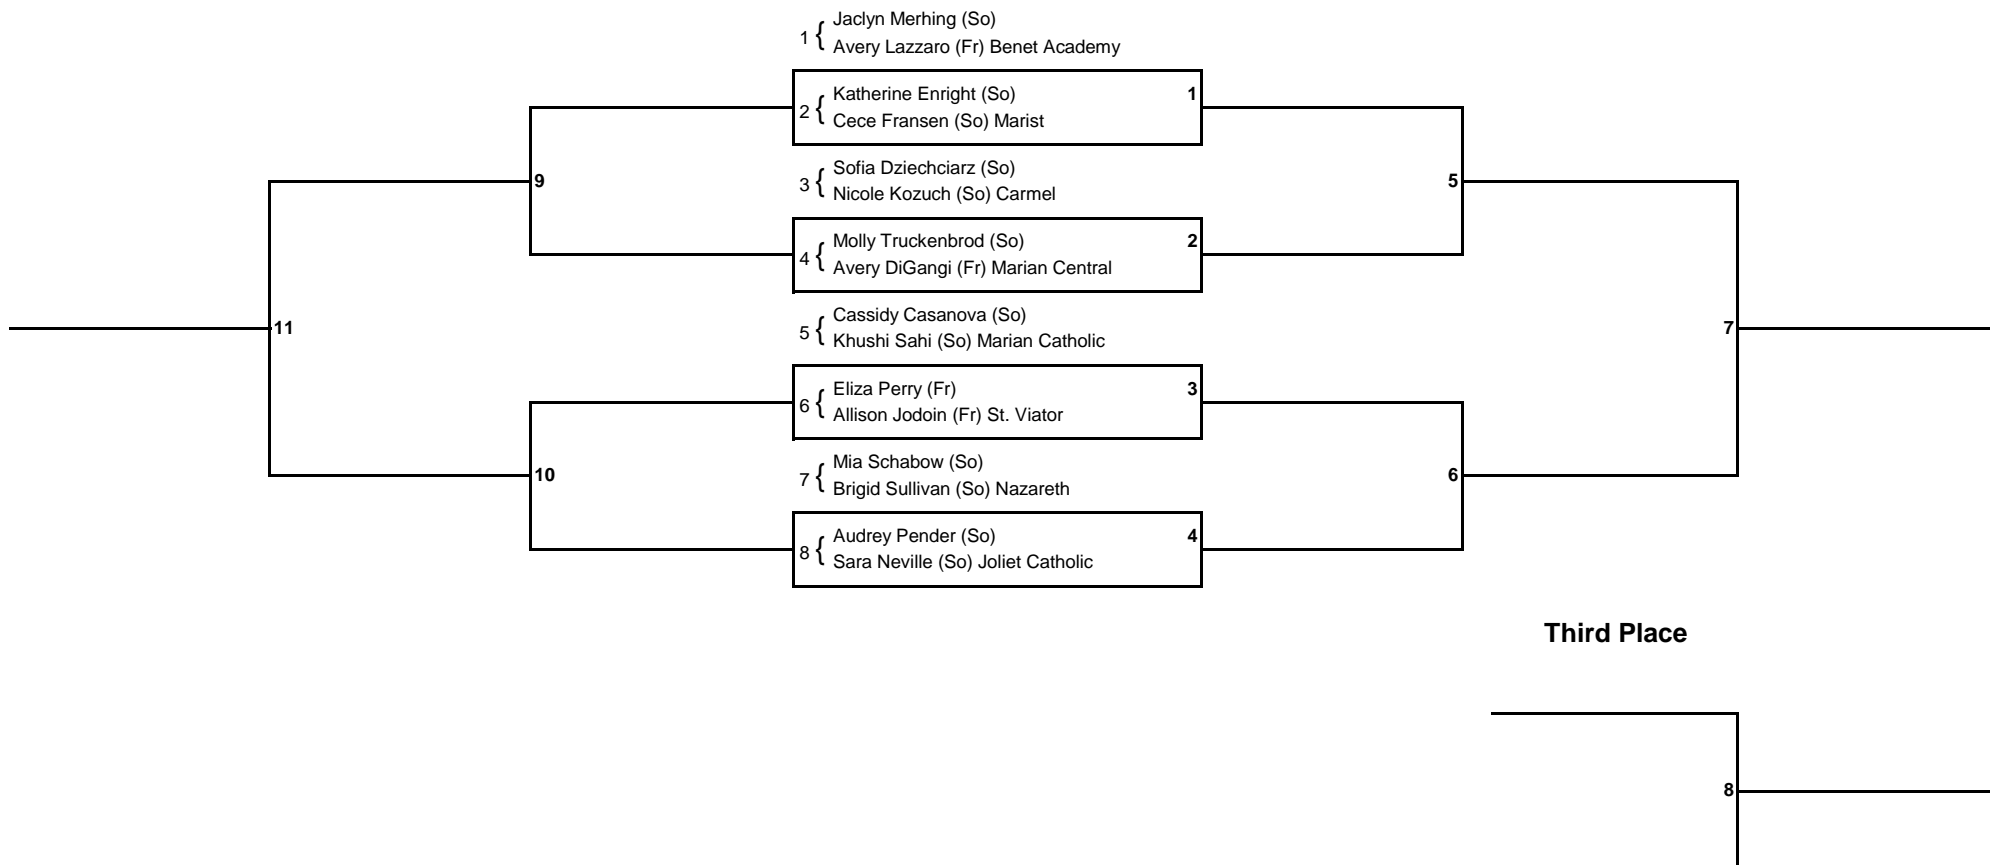 Jaclyn Merhing (So)
1 {
Avery Lazzaro (Fr) Benet Academy
Katherine Enright (So) 1
2 {
Cece Fransen (So) Marist
9
Sofia Dziechciarz (So)
3 {
Nicole Kozuch (So) Carmel
5
Molly Truckenbrod (So) 2
4 {
Avery DiGangi (Fr) Marian Central
11
Cassidy Casanova (So)
5 {
Khushi Sahi (So) Marian Catholic
7
Eliza Perry (Fr) 3
6 {
Allison Jodoin (Fr) St. Viator
10
Mia Schabow (So)
7 {
Brigid Sullivan (So) Nazareth
6
Audrey Pender (So) 4
8 {
Sara Neville (So) Joliet Catholic
Third Place
8